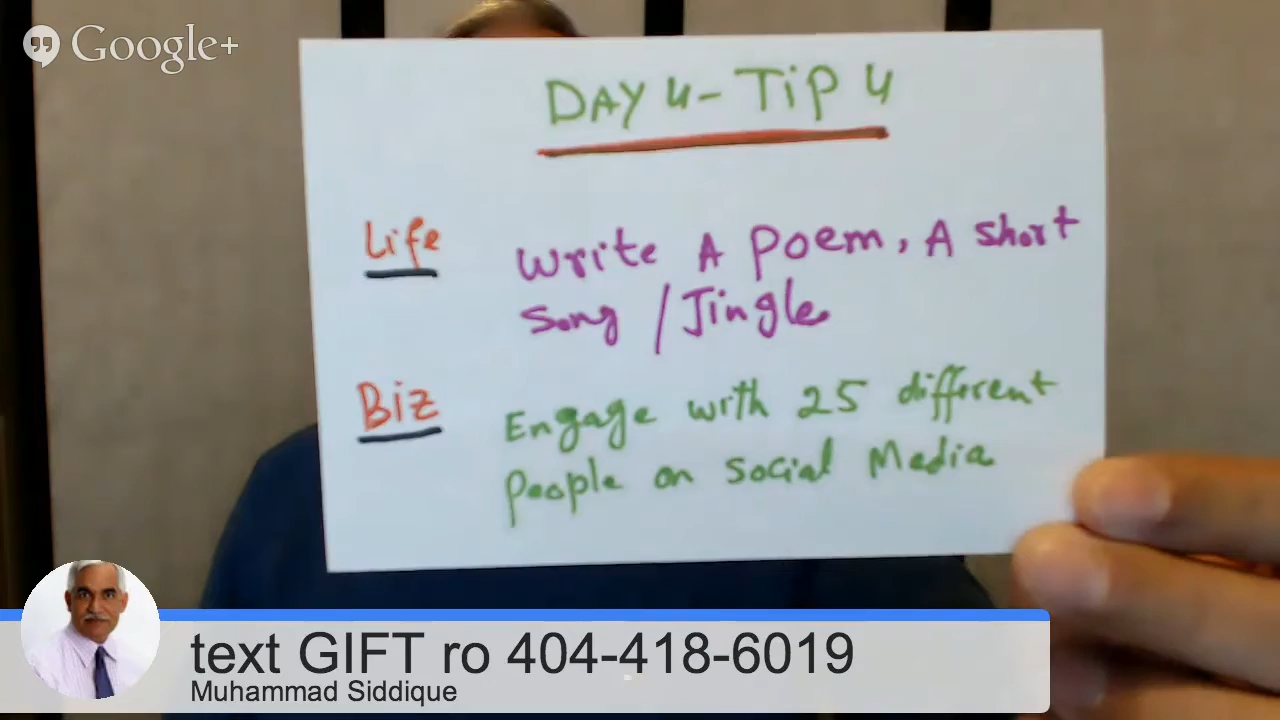 Google+
DAY 4 - Tip 4
Life
Write A Poem, A short
Song / Jingle
Biz
Engage with 25 different
People on Social Media
text GIFT ro 404-418-6019
Muhammad Siddique